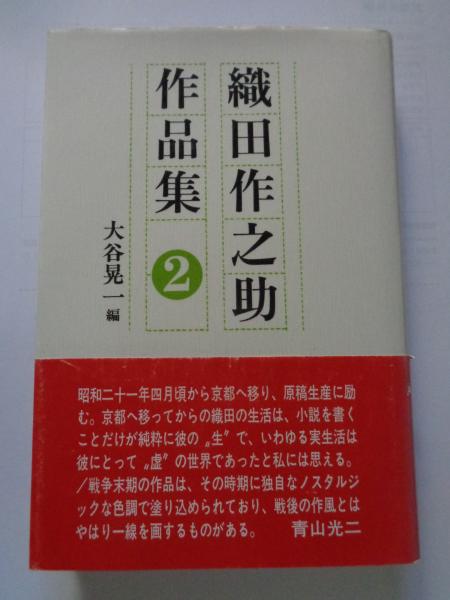 織田作之助
作品集
2
大谷晃一編
昭和二十一年四月頃から京都へ移り、原稿生産に励
む。京都へ移ってからの織田の生活は、小説を書く
ことだけが純粋に彼の〝生〟で、いわゆる実生活は
彼にとって〝虚〟の世界であったと私には思える。
/戦争末期の作品は、その時期に独自なノスタルジ
ックな色調で塗り込められており、戦後の作風とは
やはり一線を画するものがある。 青山光二